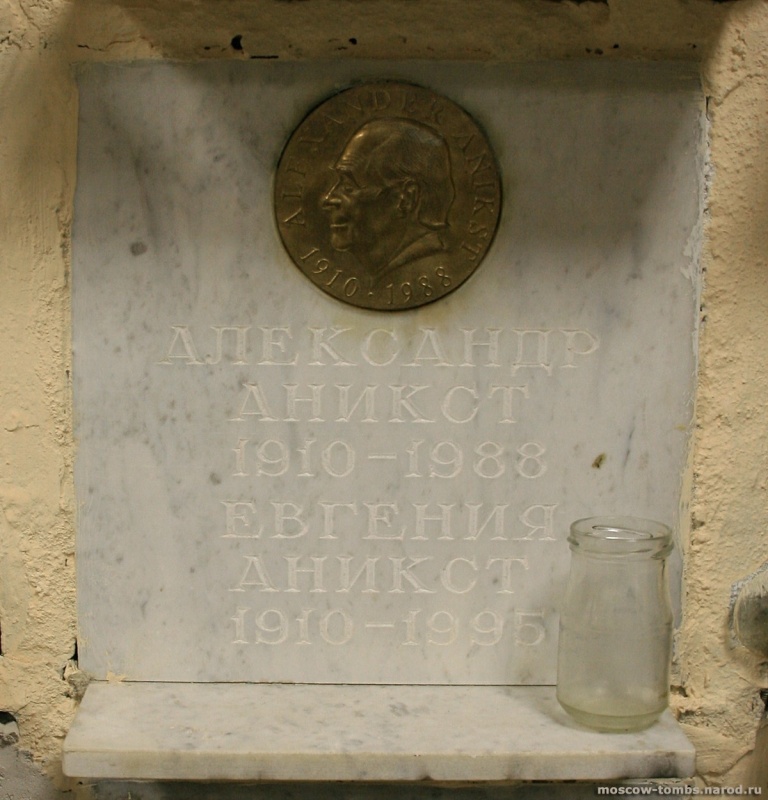 ALEXANDER ANIKST
1910-1988
АЛЕКСАНДР
АНИКСТ
1910-1988
ЕВГЕНИЯ
АНИКСТ
1910-1995
moscow-tombs.narod.ru